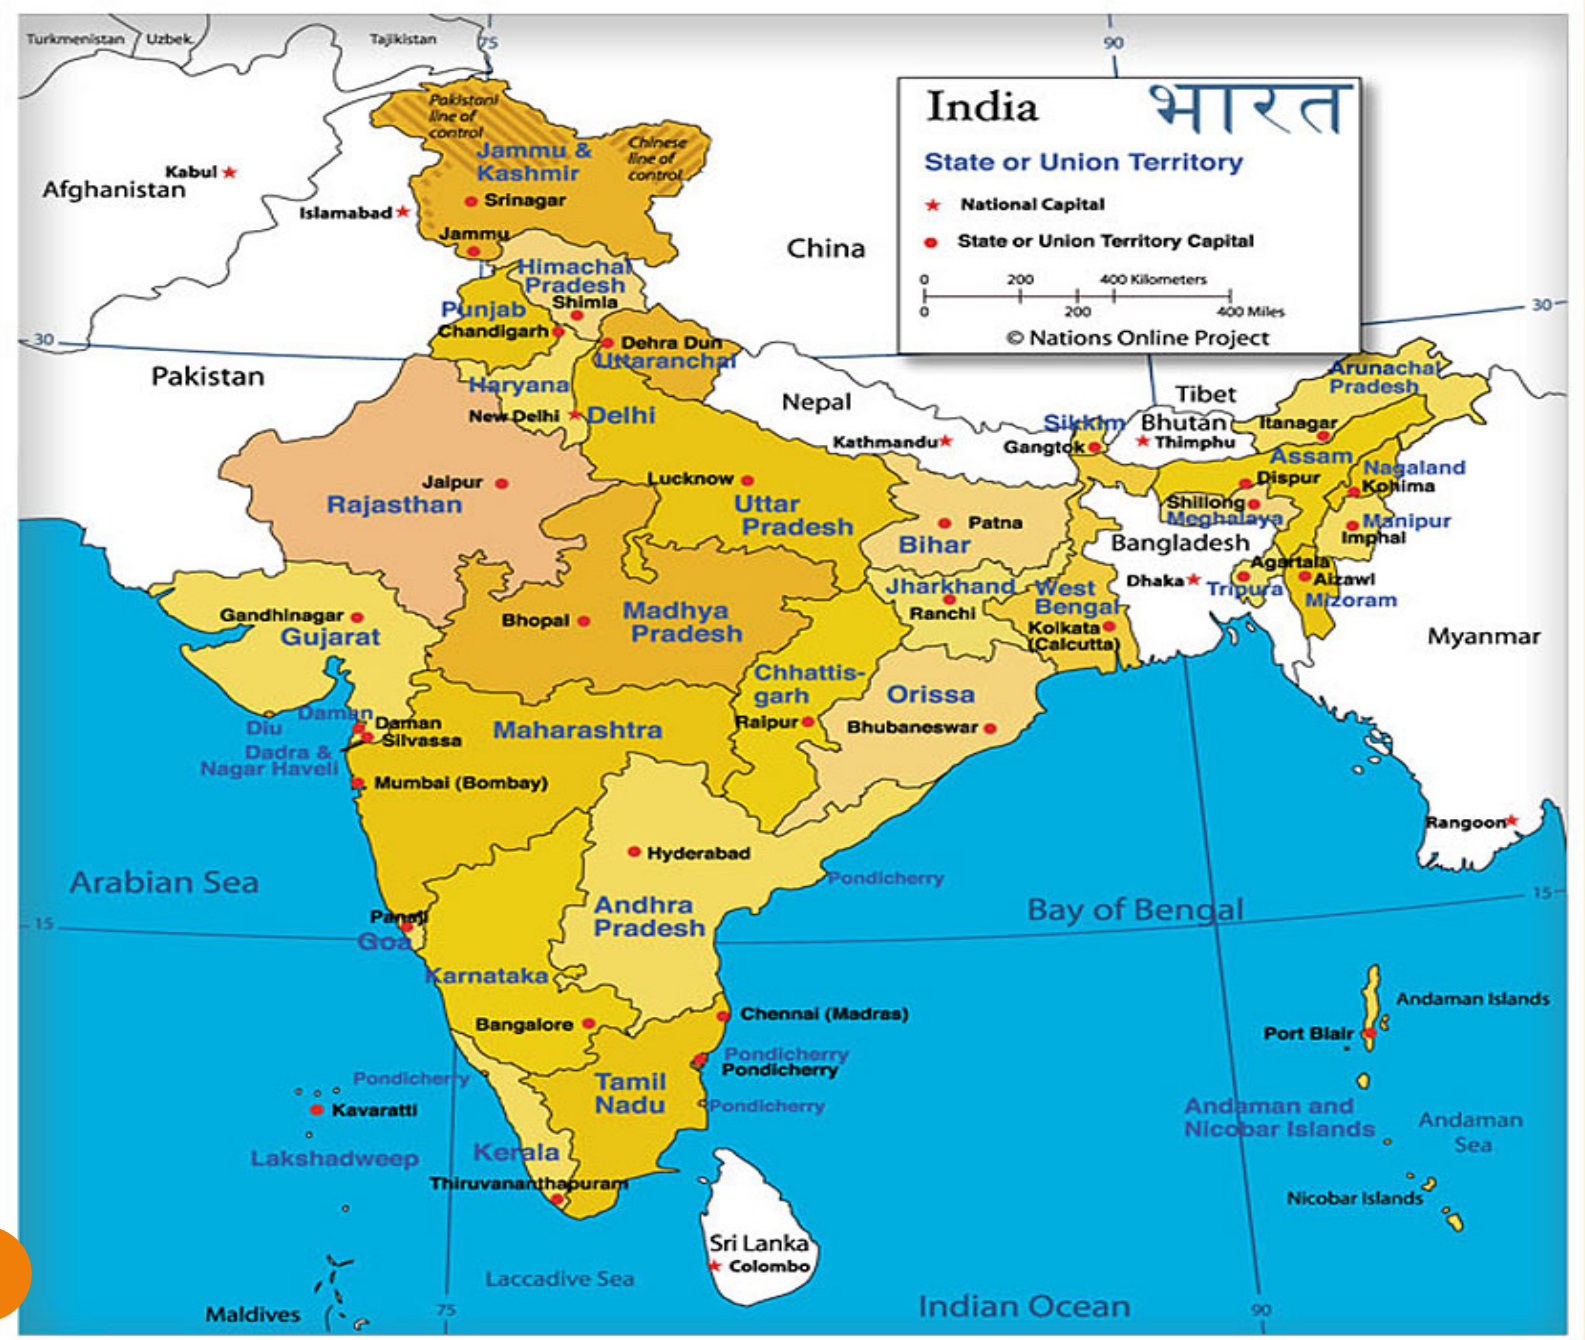 Turkmenistan
Uzbek.
Tajikistan
75
90
India
भारत
State or Union Territory
National Capital
State or Union Territory Capital
0
200
400 Kilometers
0
200
400 Miles
© Nations Online Project
Pakistani
line of
control
Chinese
line of
control
Jammu &
Kashmir
Srinagar
Jammu
Kabul
Afghanistan
Islamabad
China
Himachal
Pradesh
Shimla
Punjab
Chandigarh
30
30
Dehra Dun
Uttaranchal
Pakistan
Haryana
New Delhi
Delhi
Nepal
Kathmandu
Tibet
Sikkim
Gangtok
Bhutan
Thimphu
Arunachal
Pradesh
Itanagar
Assam
Dispur
Nagaland
Kohima
Shillong
Meghalaya
Manipur
Imphal
Bangladesh
Dhaka
Agartala
Tripura
Aizawl
Mizoram
Myanmar
Rangoon
Jaipur
Rajasthan
Lucknow
Uttar
Pradesh
Patna
Bihar
Jharkhand
Ranchi
West
Bengal
Kolkata
(Calcutta)
Gandhinagar
Gujarat
Bhopal
Madhya
Pradesh
Chhattis-
garh
Raipur
Orissa
Bhubaneswar
Daman
Diu
Daman
Silvassa
Dadra &
Nagar Haveli
Maharashtra
Mumbai (Bombay)
Hyderabad
Andhra
Pradesh
Pondicherry
Arabian Sea
Bay of Bengal
15
15
Panaji
Goa
Karnataka
Bangalore
Chennai (Madras)
Pondicherry
Pondicherry
Pondicherry
Pondicherry
Tamil
Nadu
Kerala
Thiruvananthapuram
Kavaratti
Lakshadweep
Andaman Islands
Port Blair
Andaman and
Nicobar Islands
Andaman
Sea
Nicobar Islands
Sri Lanka
Colombo
Laccadive Sea
Maldives
Indian Ocean
75
90